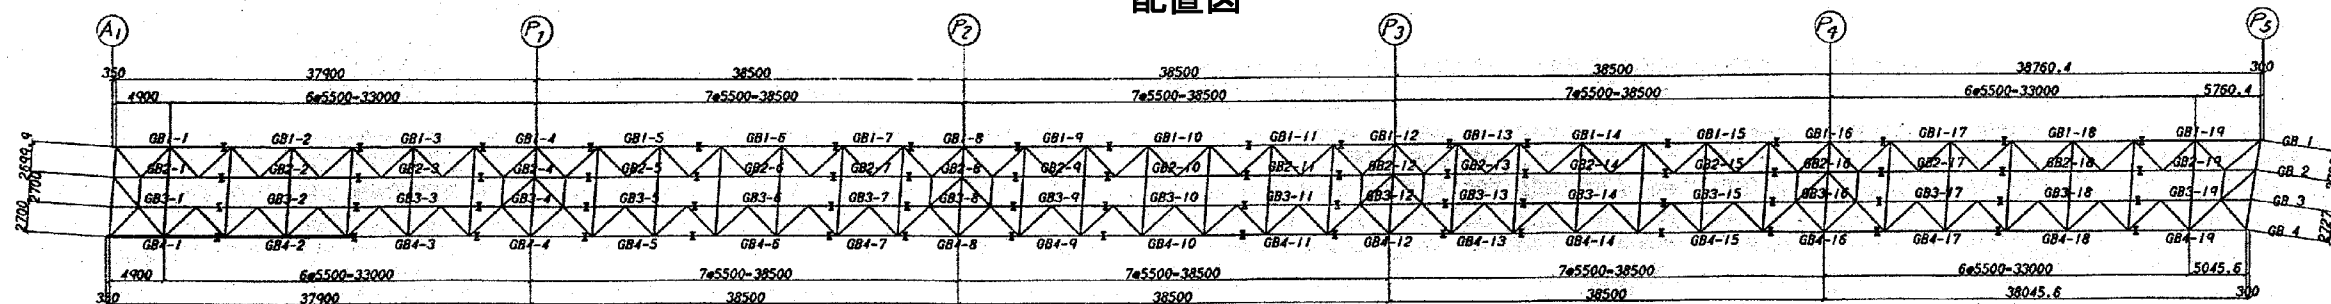 配置図
A1 P1 P2 P3 P4 P5
350 37900 38500 38500 38500 38760.4 300
4900 6@5500=33000 7@5500=38500 7@5500=38500 7@5500=38500 6@5500=33000 5760.4
GB1-1 GB1-2 GB1-3 GB1-4 GB1-5 GB1-6 GB1-7 GB1-8 GB1-9 GB1-10 GB1-11 GB1-12 GB1-13 GB1-14 GB1-15 GB1-16 GB1-17 GB1-18 GB1-19 GB 1
2699.9
GB2-1 GB2-2 GB2-3 GB2-4 GB2-5 GB2-6 GB2-7 GB2-8 GB2-9 GB2-10 GB2-11 GB2-12 GB2-13 GB2-14 GB2-15 GB2-16 GB2-17 GB2-18 GB2-19 GB 2
2700
GB3-1 GB3-2 GB3-3 GB3-4 GB3-5 GB3-6 GB3-7 GB3-8 GB3-9 GB3-10 GB3-11 GB3-12 GB3-13 GB3-14 GB3-15 GB3-16 GB3-17 GB3-18 GB3-19 GB 3
2700
GB4-1 GB4-2 GB4-3 GB4-4 GB4-5 GB4-6 GB4-7 GB4-8 GB4-9 GB4-10 GB4-11 GB4-12 GB4-13 GB4-14 GB4-15 GB4-16 GB4-17 GB4-18 GB4-19 GB 4
4900 6@5500=33000 7@5500=38500 7@5500=38500 7@5500=38500 6@5500=33000 5045.6
350 37900 38500 38500 38500 38045.6 300